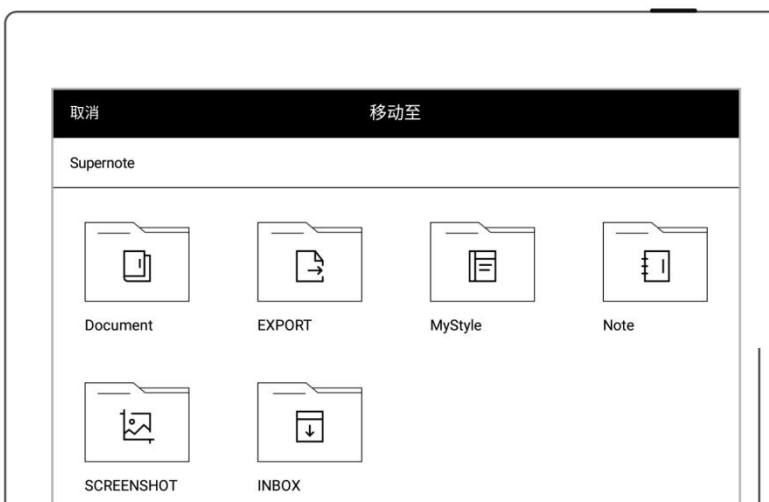 取消
移动至
Supernote
Document
EXPORT
MyStyle
Note
SCREENSHOT
INBOX